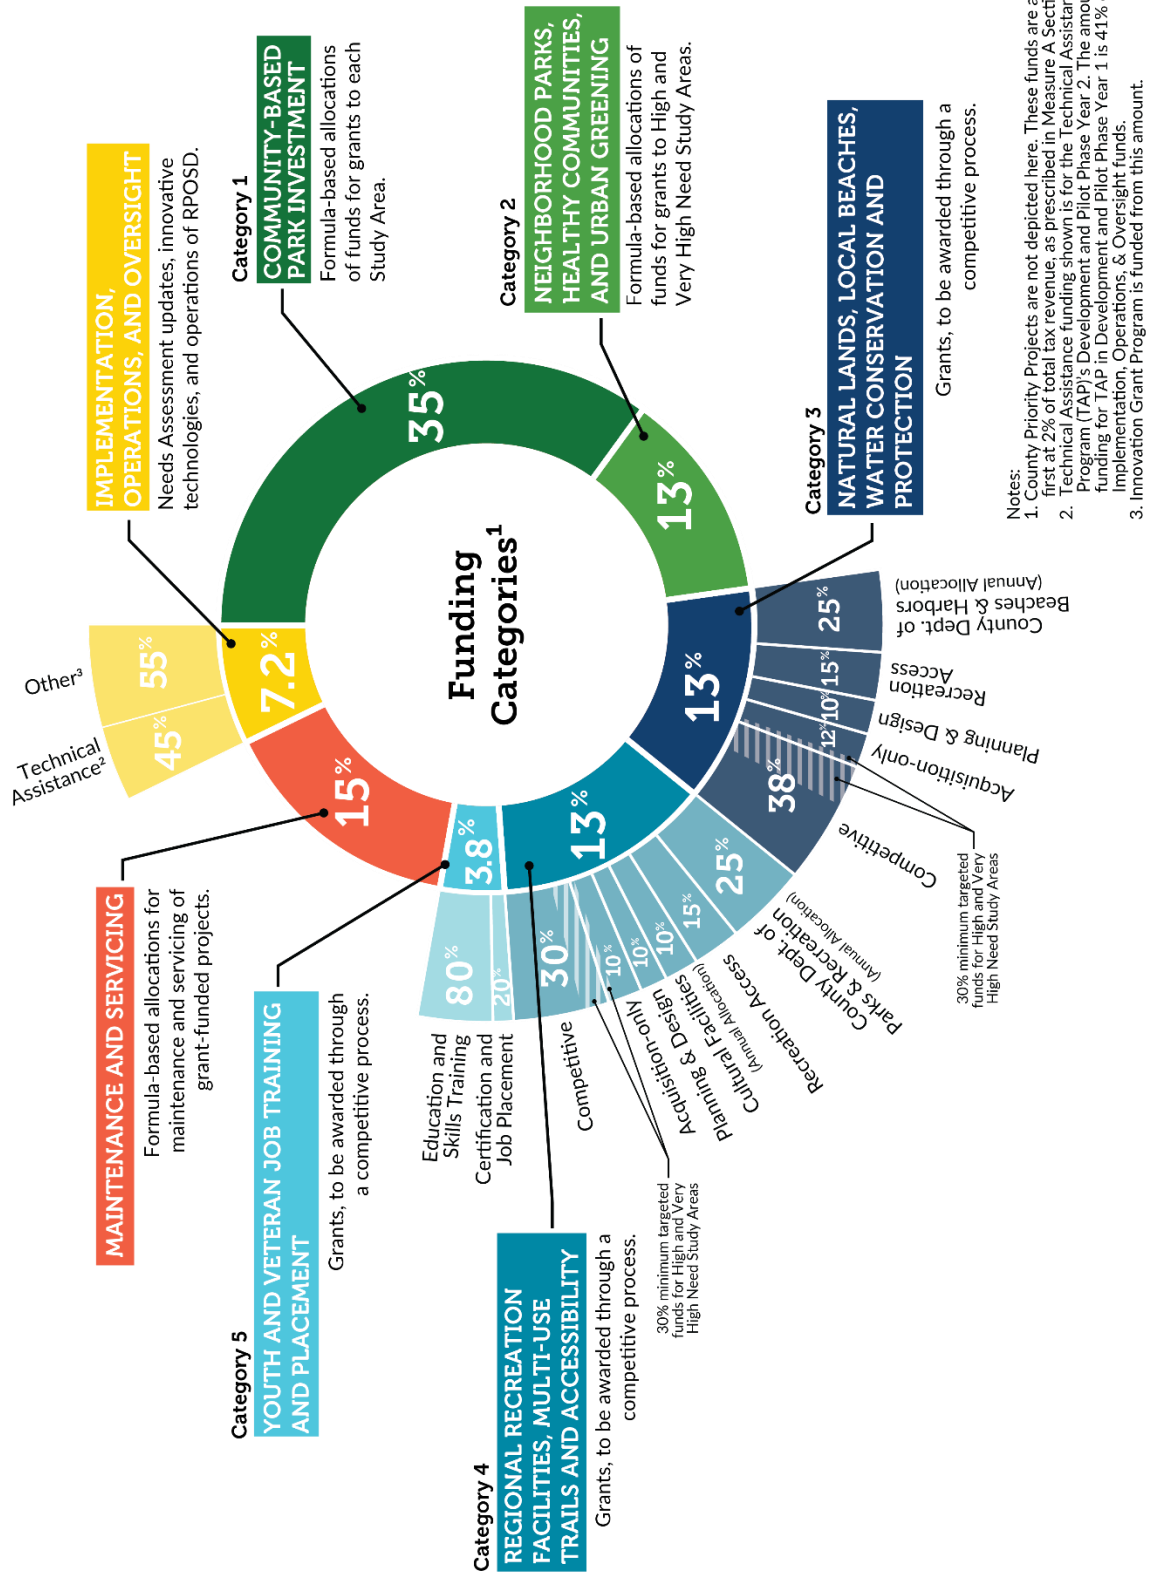 IMPLEMENTATION,
OPERATIONS, AND OVERSIGHT
Needs Assessment updates, innovative
technologies, and operations of RPOSD.
Category 1
COMMUNITY-BASED
PARK INVESTMENT
Formula-based allocations
of funds for grants to each
Study Area.
Category 2
NEIGHBORHOOD PARKS,
HEALTHY COMMUNITIES,
AND URBAN GREENING
Formula-based allocations of
funds for grants to High and
Very High Need Study Areas.
Category 3
NATURAL LANDS, LOCAL BEACHES,
WATER CONSERVATION AND
PROTECTION
Grants, to be awarded through a
competitive process.
MAINTENANCE AND SERVICING
Formula-based allocations for
maintenance and servicing of
grant-funded projects.
Category 5
YOUTH AND VETERAN JOB TRAINING
AND PLACEMENT
Grants, to be awarded through
a competitive process.
Category 4
REGIONAL RECREATION
FACILITIES, MULTI-USE
TRAILS AND ACCESSIBILITY
Grants, to be awarded through a
competitive process.
Funding
Categories¹
35%
13%
13%
13%
3.8%
15%
7.2%
Other³
55%
Technical
Assistance²
45%
Education and
Skills Training
80%
Certification and
Job Placement
20%
Competitive
30%
Acquisition-only
10%
Planning & Design
10%
Cultural Facilities
(Annual Allocation)
10%
Recreation Access
15%
County Dept. of
Parks & Recreation
(Annual Allocation)
25%
30% minimum targeted
funds for High and Very
High Need Study Areas
Competitive
38%
Acquisition-only
12%
Planning & Design
10%
Recreation
Access
15%
County Dept. of
Beaches & Harbors
(Annual Allocation)
25%
30% minimum targeted
funds for High and Very
High Need Study Areas
Notes:
1. County Priority Projects are not depicted here. These funds are
first at 2% of total tax revenue, as prescribed in Measure A
2. Technical Assistance funding shown is for the Technical
Program (TAP)'s Development and Pilot Phase Year 2. The
funding for TAP in Development and Pilot Phase Year 1 is 41%
Implementation, Operations, & Oversight funds.
3. Innovation Grant Program is funded from this amount.